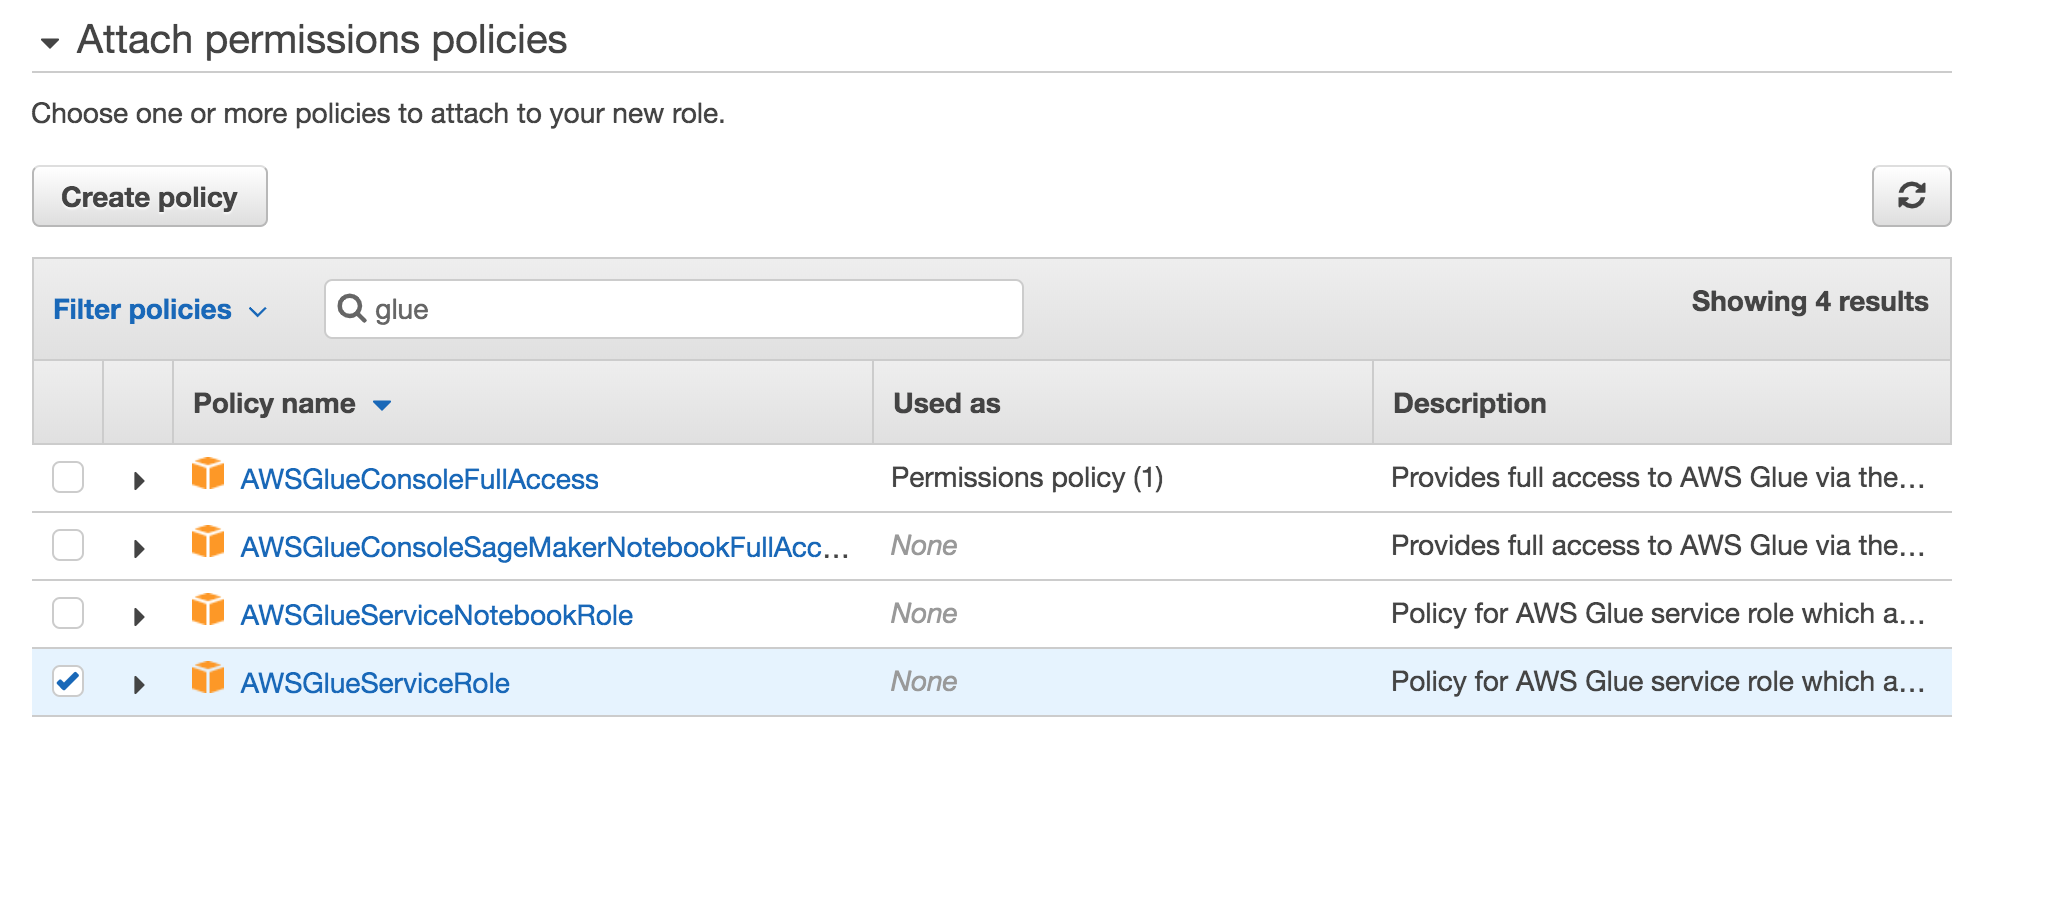 Attach permissions policies
Choose one or more policies to attach to your new role.
Create policy
Filter policies glue Showing 4 results
Policy name Used as Description
AWSGlueConsoleFullAccess Permissions policy (1) Provides full access to AWS Glue via the...
AWSGlueConsoleSageMakerNotebookFullAcc... None Provides full access to AWS Glue via the...
AWSGlueServiceNotebookRole None Policy for AWS Glue service role which a...
AWSGlueServiceRole None Policy for AWS Glue service role which a...